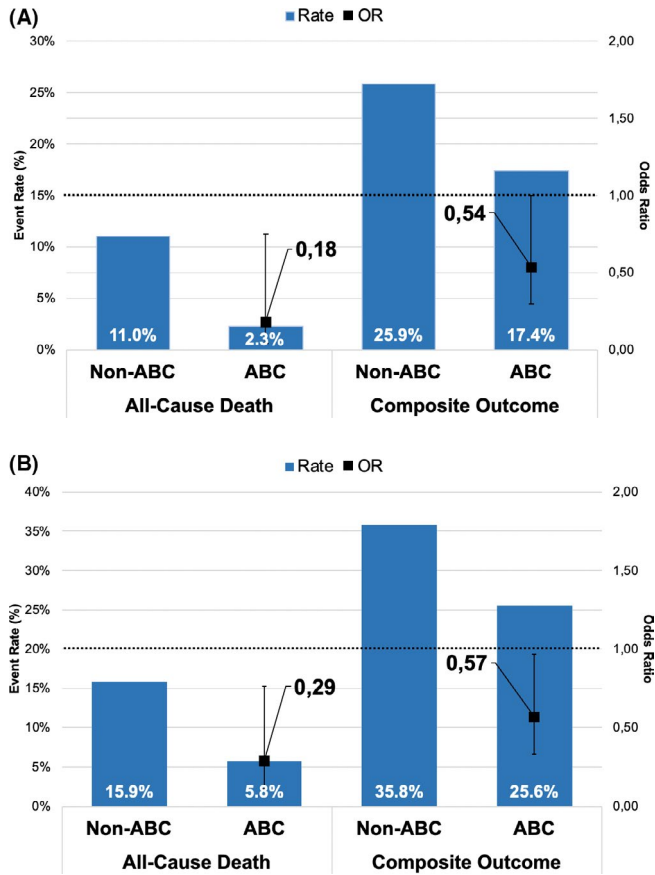 (A)
Rate OR
30% 2,00
25%
1,50
20%
15% 1,00
10%
0,50
5%
0% 0,00
Event Rate (%)
Odds Ratio
0,18
0,54
11.0% 2.3% 25.9% 17.4%
Non-ABC ABC Non-ABC ABC
All-Cause Death Composite Outcome
(B)
Rate OR
40% 2,00
35%
30% 1,50
25%
20% 1,00
15%
10% 0,50
5%
0% 0,00
Event Rate (%)
Odds Ratio
0,29
0,57
15.9% 5.8% 35.8% 25.6%
Non-ABC ABC Non-ABC ABC
All-Cause Death Composite Outcome